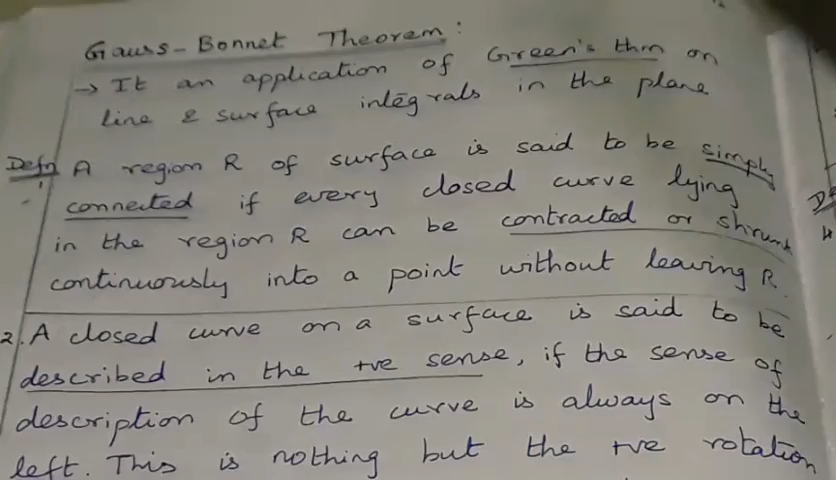 Gauss-Bonnet Theorem:
→ It an application of Green's thm on
line & surface integrals in the plane
Defn A region R of surface is said to be simply
connected if every closed curve lying
in the region R can be contracted or shrunk
continuously into a point without leaving R.
2. A closed curve on a surface is said to be
described in the +ve sense, if the sense of
description of the curve is always on the
left. This is nothing but the +ve rotation